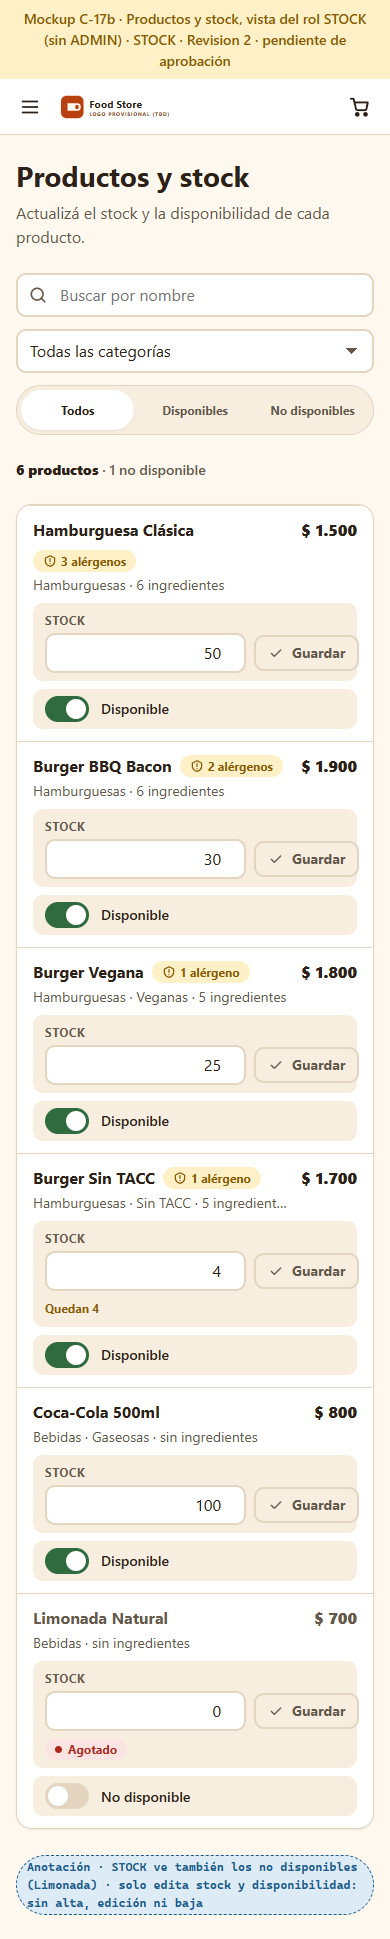 Mockup C-17b · Productos y stock, vista del rol STOCK
(sin ADMIN) · STOCK · Revision 2 · pendiente de
aprobación
Food Store
LOGO PROVISIONAL (TBD)
Productos y stock
Actualizá el stock y la disponibilidad de cada
producto.
Buscar por nombre
Todas las categorías
Todos Disponibles No disponibles
6 productos · 1 no disponible
Hamburguesa Clásica $ 1.500
3 alérgenos
Hamburguesas · 6 ingredientes
STOCK
50 Guardar
Disponible
Burger BBQ Bacon 2 alérgenos $ 1.900
Hamburguesas · 6 ingredientes
STOCK
30 Guardar
Disponible
Burger Vegana 1 alérgeno $ 1.800
Hamburguesas · Veganas · 5 ingredientes
STOCK
25 Guardar
Disponible
Burger Sin TACC 1 alérgeno $ 1.700
Hamburguesas · Sin TACC · 5 ingredient...
STOCK
4 Guardar
Quedan 4
Disponible
Coca-Cola 500ml $ 800
Bebidas · Gaseosas · sin ingredientes
STOCK
100 Guardar
Disponible
Limonada Natural $ 700
Bebidas · sin ingredientes
STOCK
0 Guardar
Agotado
No disponible
Anotación · STOCK ve también los no disponibles
(Limonada) · solo edita stock y disponibilidad:
sin alta, edición ni baja